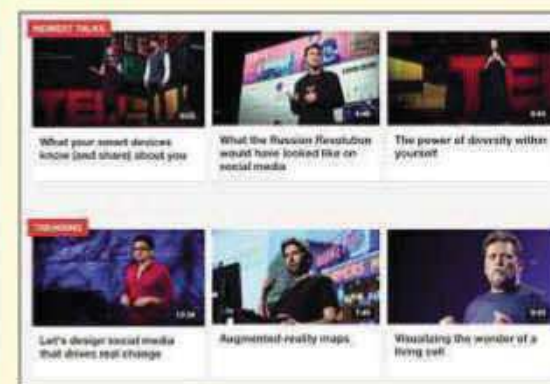 NEWEST TALKS
What your smart devices
know (and share) about you
What the Russian Revolution
would have looked like on
social media
The power of diversity within
yourself
TRENDING
Let's design social media
that drives real change
Augmented-reality maps
Visualizing the wonder of a
living cell